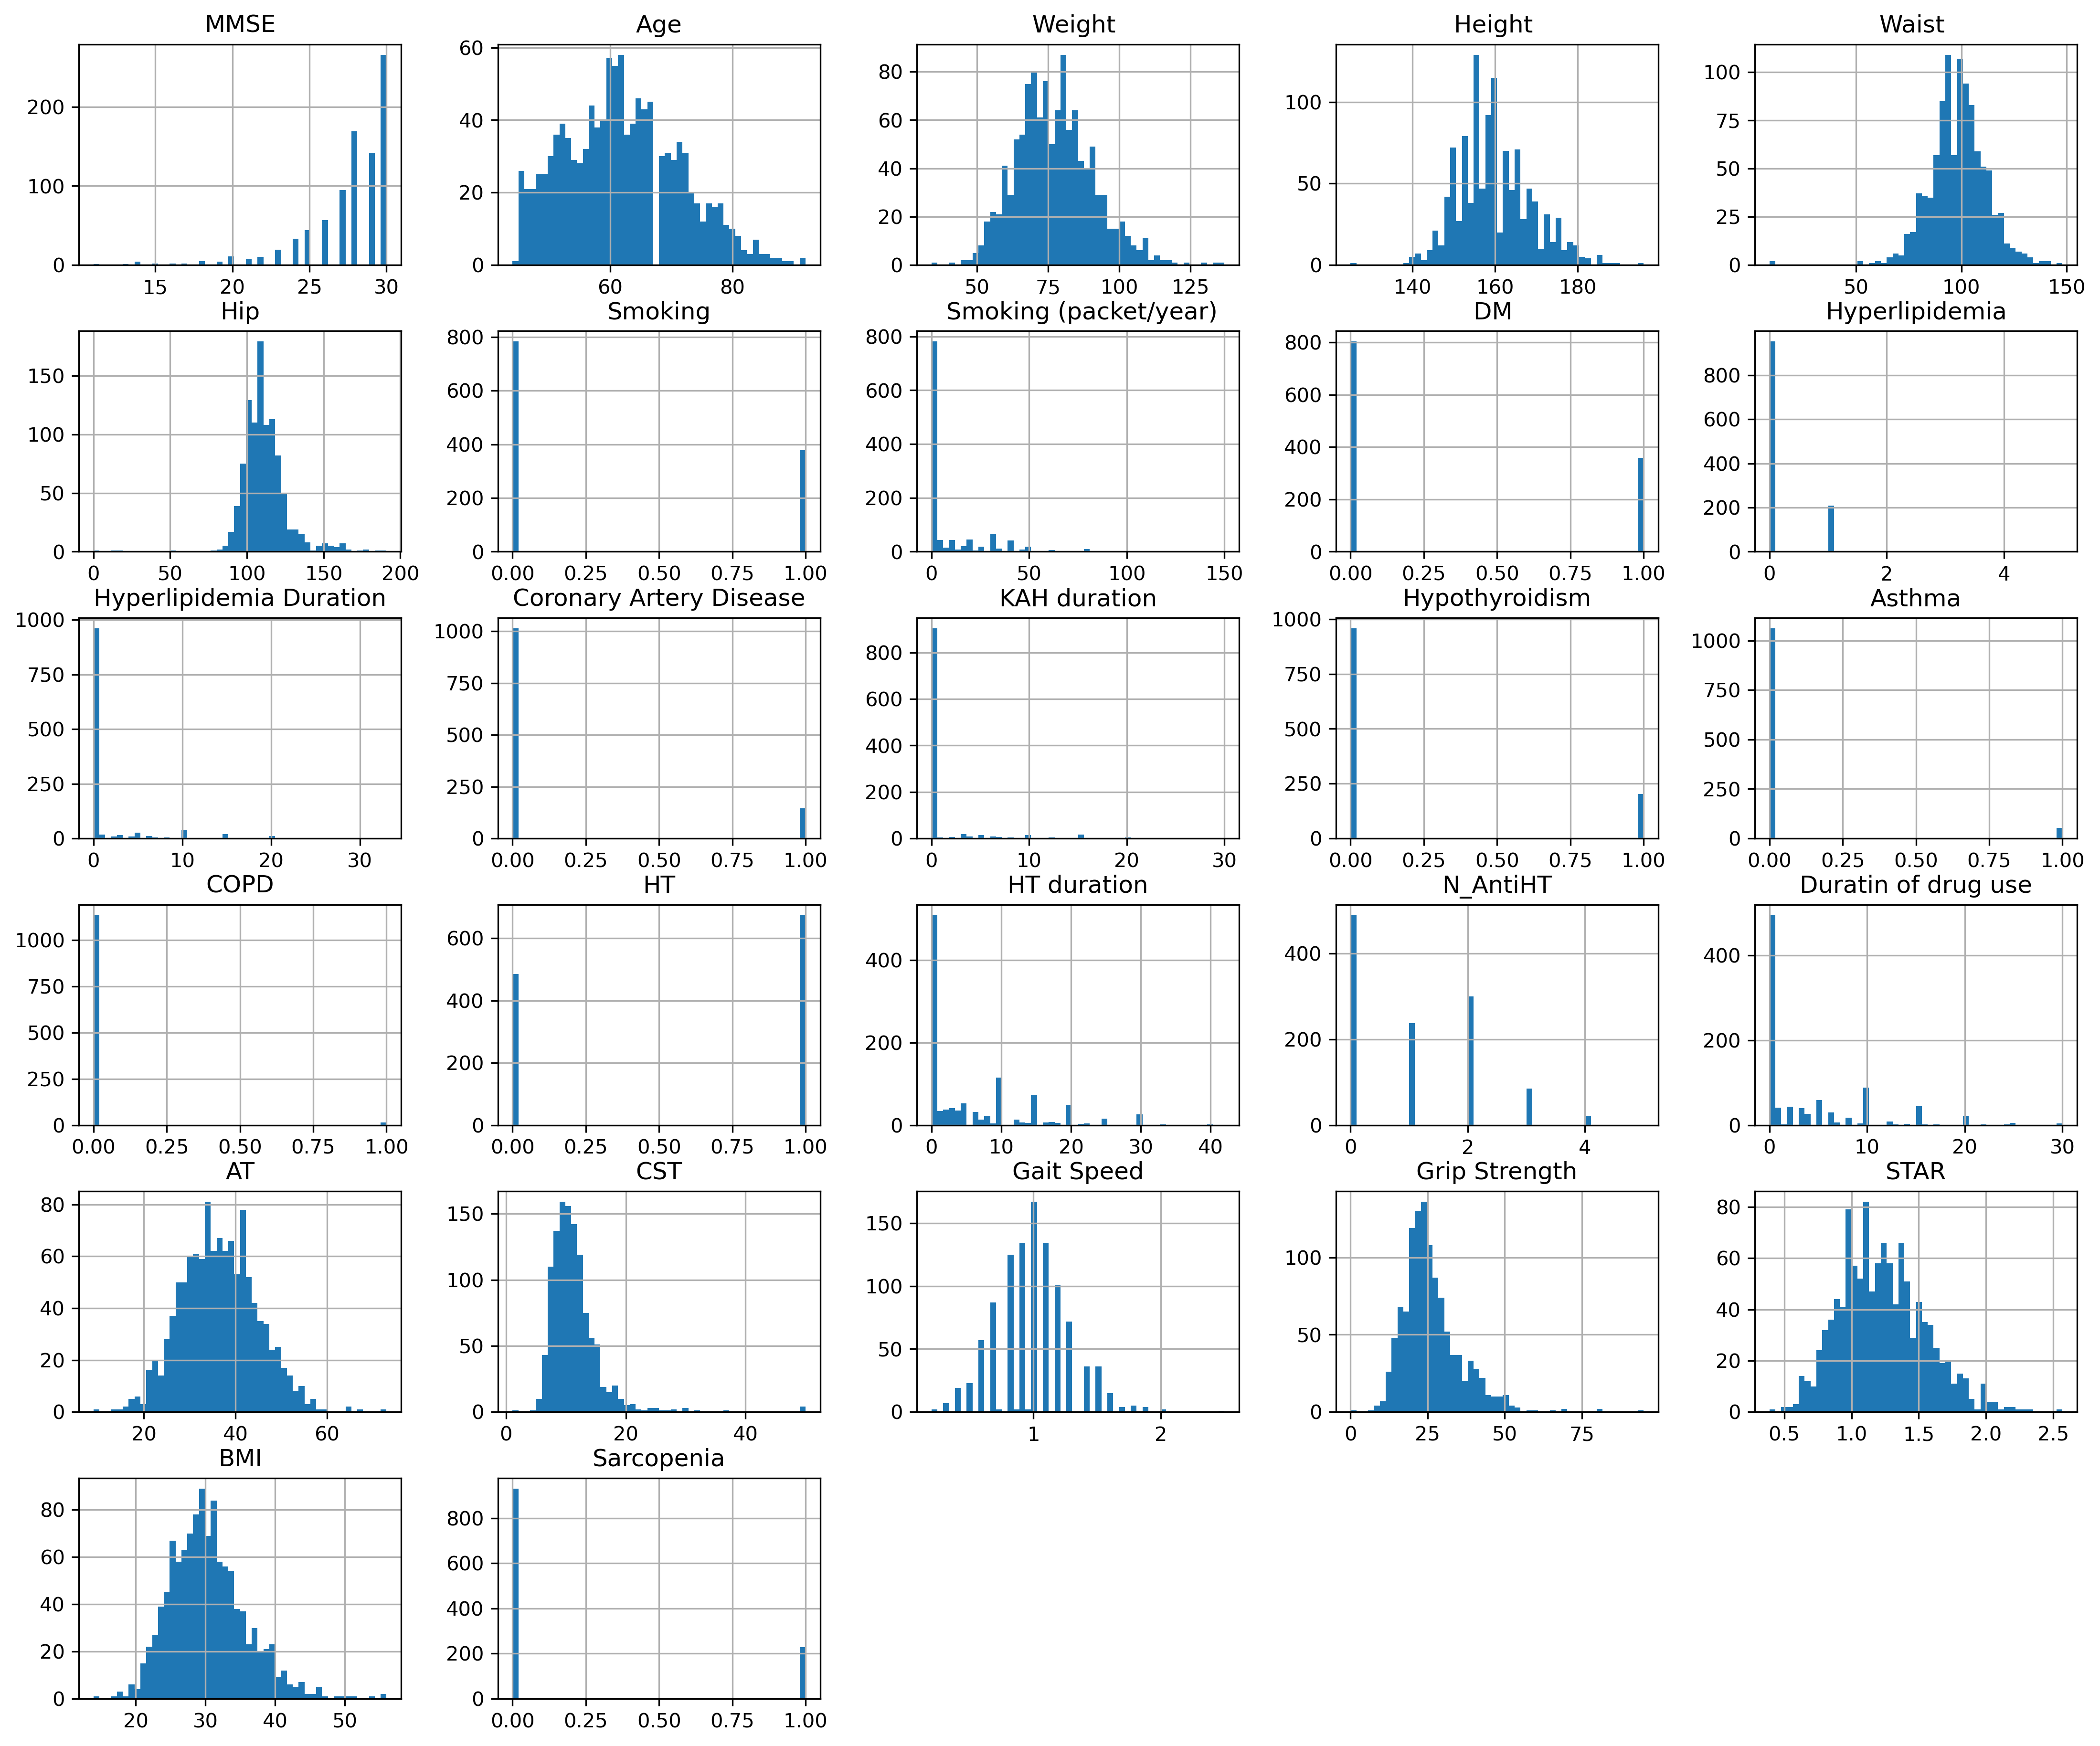 MMSE Age Weight Height Waist
0 100 200
15 20 25 30
0 20 40 60
60 80
0 20 40 60 80
50 75 100 125
0 50 100
140 160 180
0 25 50 75 100
50 100 150
Hip Smoking Smoking (packet/year) DM Hyperlipidemia
0 50 100 150
0 50 100 150 200
0 200 400 600 800
0.00 0.25 0.50 0.75 1.00
0 200 400 600 800
0 50 100 150
0 200 400 600 800
0.00 0.25 0.50 0.75 1.00
0 200 400 600 800
0 2 4
Hyperlipidemia Duration Coronary Artery Disease KAH duration Hypothyroidism Asthma
0 250 500 750 1000
0 10 20 30
0 250 500 750 1000
0.00 0.25 0.50 0.75 1.00
0 200 400 600 800
0 10 20 30
0 250 500 750 1000
0.00 0.25 0.50 0.75 1.00
0 250 500 750 1000
0.00 0.25 0.50 0.75 1.00
COPD HT HT duration N_AntiHT Duratin of drug use
0 250 500 750 1000
0.00 0.25 0.50 0.75 1.00
0 200 400 600
0.00 0.25 0.50 0.75 1.00
0 200 400
0 10 20 30 40
0 200 400
0 2 4
0 200 400
0 10 20 30
AT CST Gait Speed Grip Strength STAR
0 20 40 60 80
20 40 60
0 50 100 150
0 20 40
0 50 100 150
1 2
0 50 100
0 25 50 75
0 20 40 60 80
0.5 1.0 1.5 2.0 2.5
BMI Sarcopenia
0 20 40 60 80
20 30 40 50
0 200 400 600 800
0.00 0.25 0.50 0.75 1.00